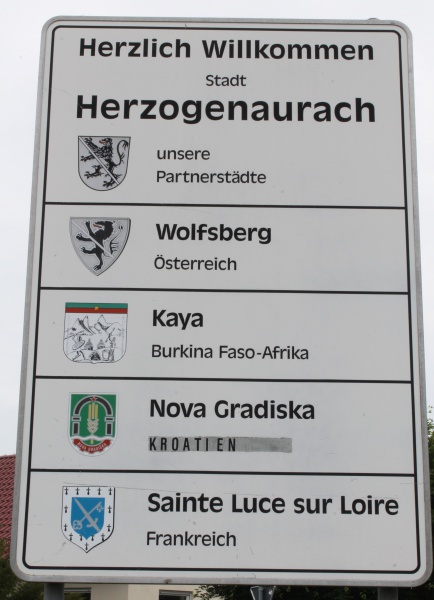 Herzlich Willkommen
Stadt
Herzogenaurach
unsere
Partnerstädte
Wolfsberg
Österreich
Kaya
Burkina Faso-Afrika
Nova Gradiska
KROATIEN
Sainte Luce sur Loire
Frankreich